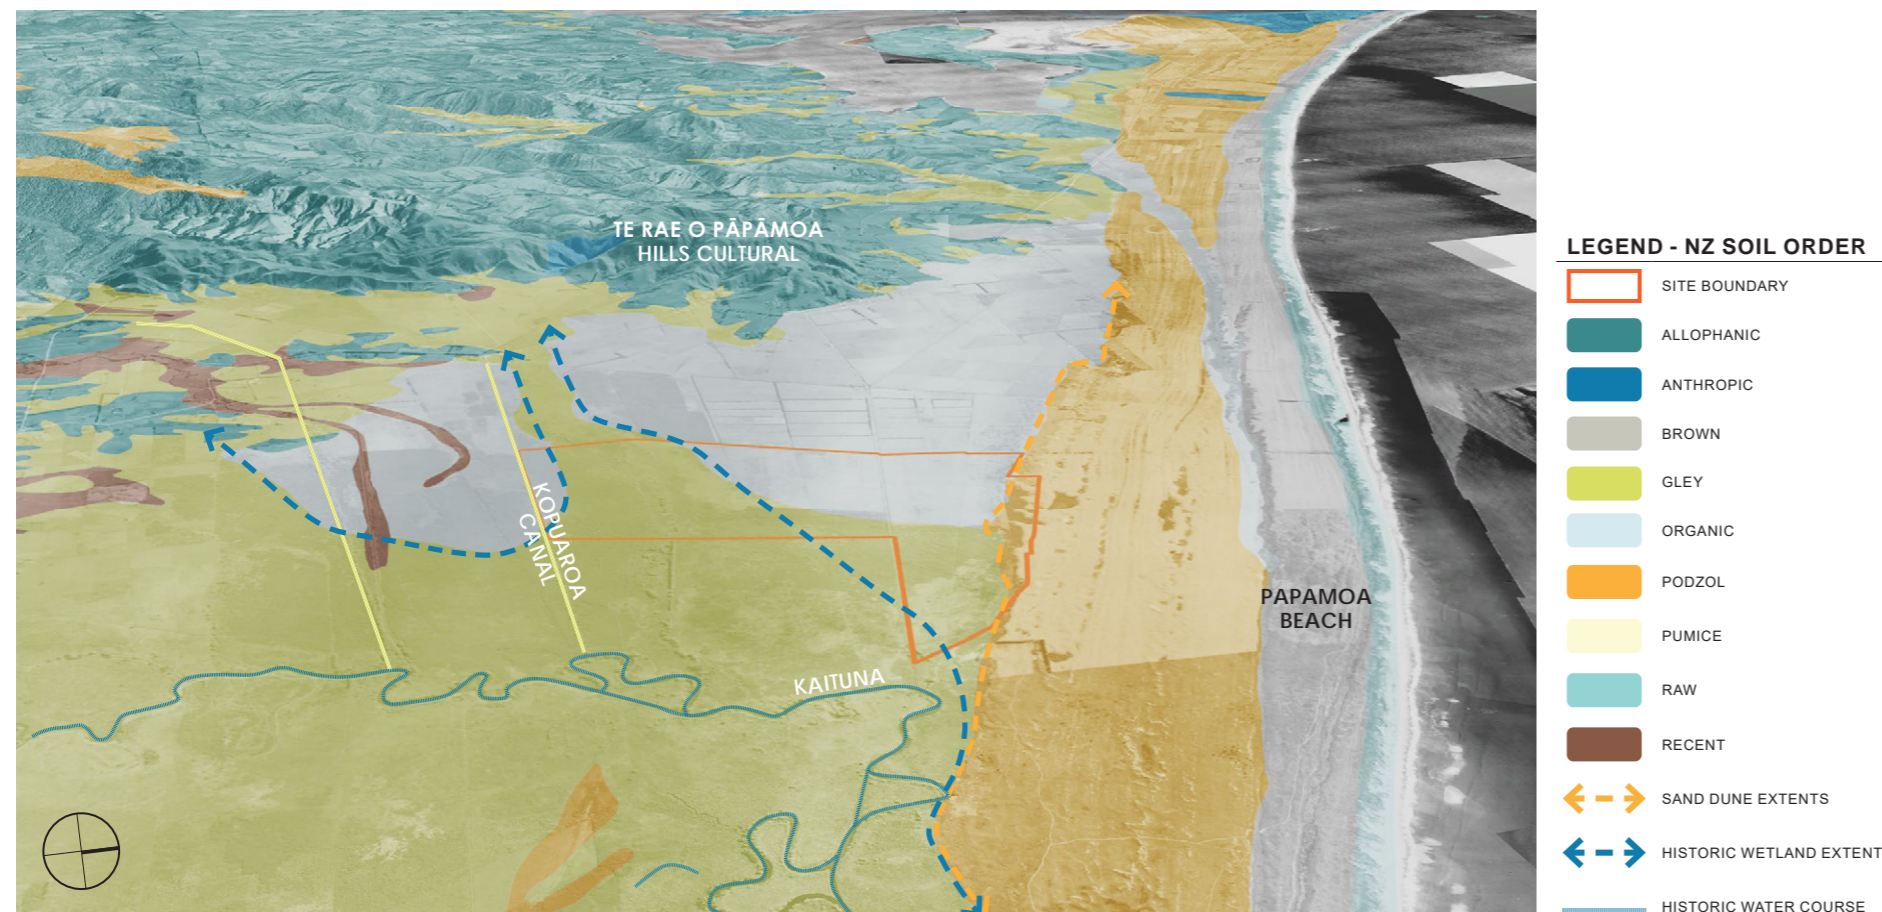 TE RAE O PĀPĀMOA
HILLS CULTURAL
KOPUAROA
CANAL
KAITUNA
PAPAMOA
BEACH
LEGEND - NZ SOIL ORDER
SITE BOUNDARY
ALLOPHANIC
ANTHROPIC
BROWN
GLEY
ORGANIC
PODZOL
PUMICE
RAW
RECENT
SAND DUNE EXTENTS
HISTORIC WETLAND EXTENT
HISTORIC WATER COURSE